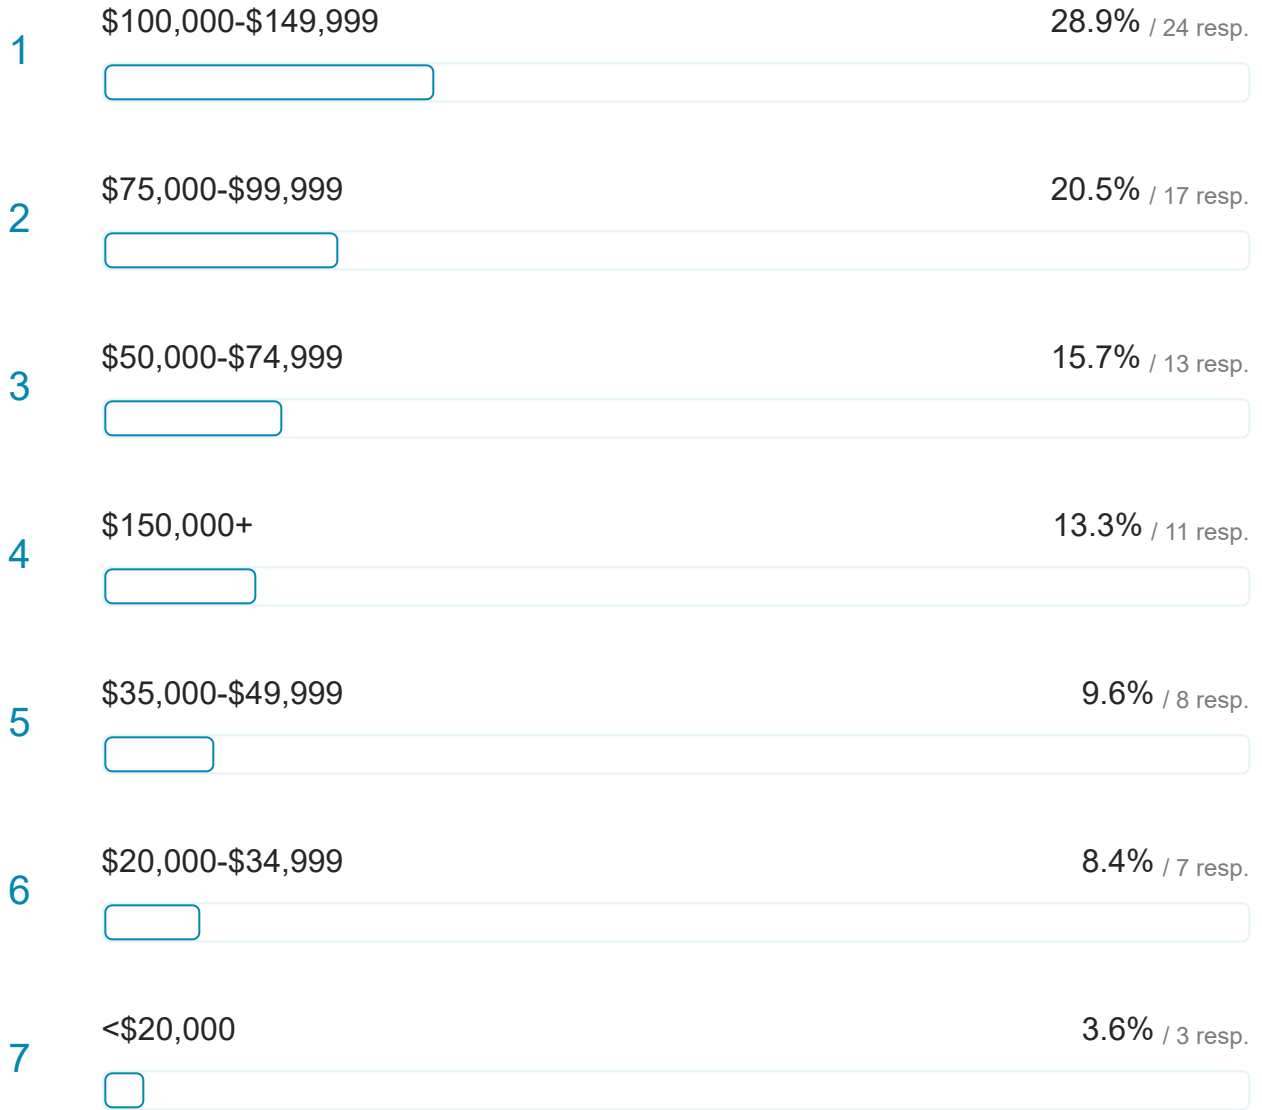 1
$100,000-$149,999 28.9% / 24 resp.
2
$75,000-$99,999 20.5% / 17 resp.
3
$50,000-$74,999 15.7% / 13 resp.
4
$150,000+ 13.3% / 11 resp.
5
$35,000-$49,999 9.6% / 8 resp.
6
$20,000-$34,999 8.4% / 7 resp.
7
<$20,000 3.6% / 3 resp.